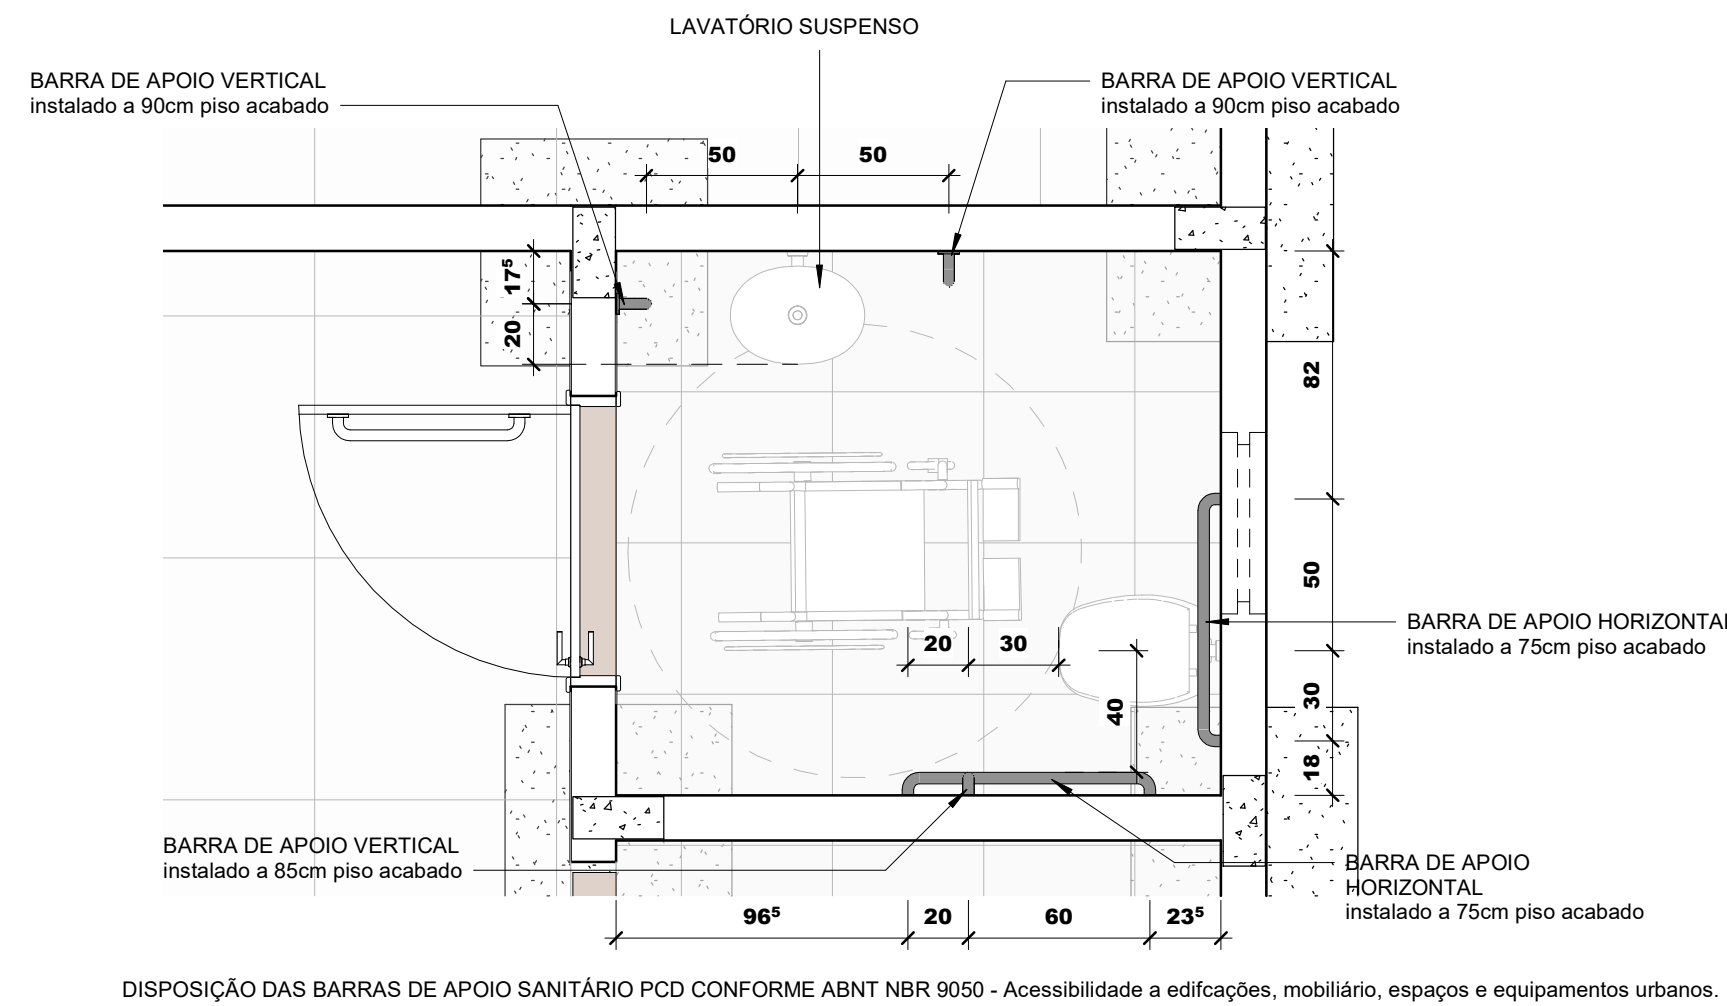 LAVATÓRIO SUSPENSO
BARRA DE APOIO VERTICAL
instalado a 90cm piso acabado
BARRA DE APOIO VERTICAL
instalado a 90cm piso acabado
50
50
17⁵
20
82
50
30
18
20
30
40
BARRA DE APOIO HORIZONTAL
instalado a 75cm piso acabado
BARRA DE APOIO VERTICAL
instalado a 85cm piso acabado
BARRA DE APOIO
HORIZONTAL
instalado a 75cm piso acabado
96⁵
20
60
23⁵
DISPOSIÇÃO DAS BARRAS DE APOIO SANITÁRIO PCD CONFORME ABNT NBR 9050 - Acessibilidade a edifcações, mobiliário, espaços e equipamentos urbanos.